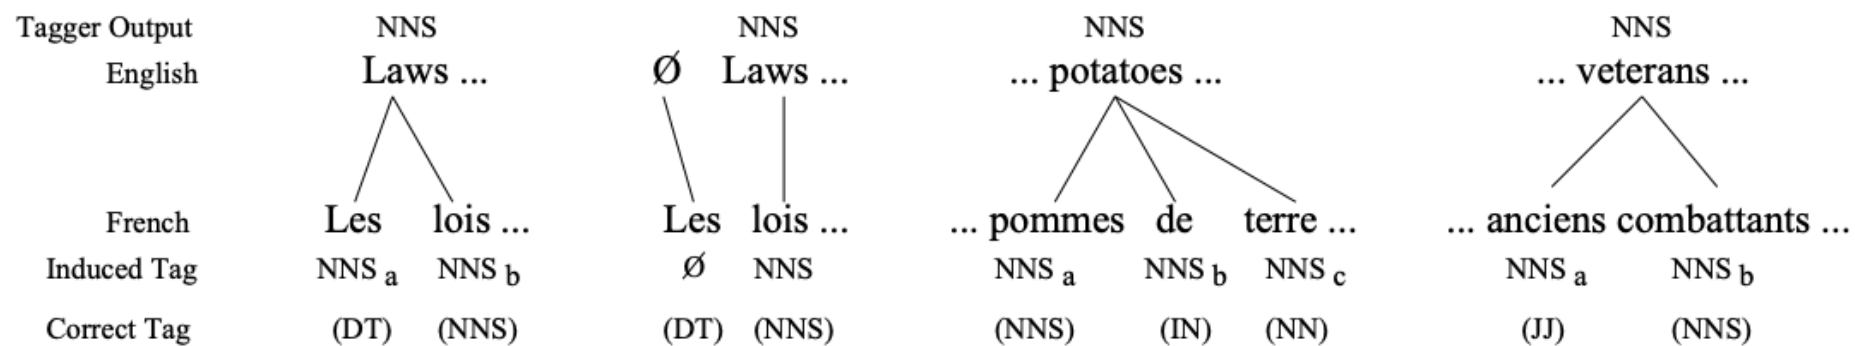 Tagger Output NNS NNS NNS NNS
English Laws ... Ø Laws ... ... potatoes ... ... veterans ...
French Les lois ... Les lois ... ... pommes de terre ... ... anciens combattants ...
Induced Tag NNS a NNS b Ø NNS NNS a NNS b NNS c NNS a NNS b
Correct Tag (DT) (NNS) (DT) (NNS) (NNS) (IN) (NN) (JJ) (NNS)